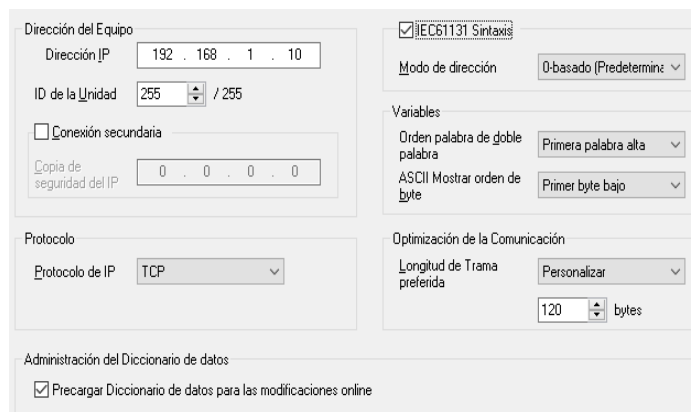 Dirección del Equipo
Dirección IP 192 . 168 . 1 . 10
ID de la Unidad 255 / 255
Conexión secundaria
Copia de
seguridad del IP 0 . 0 . 0 . 0
IEC61131 Sintaxis
Modo de dirección 0-basado (Predetermina
Variables
Orden palabra de doble
palabra Primera palabra alta
ASCII Mostrar orden de
byte Primer byte bajo
Protocolo
Protocolo de IP TCP
Optimización de la Comunicación
Longitud de Trama
preferida Personalizar
120 bytes
Administración del Diccionario de datos
Precargar Diccionario de datos para las modificaciones online